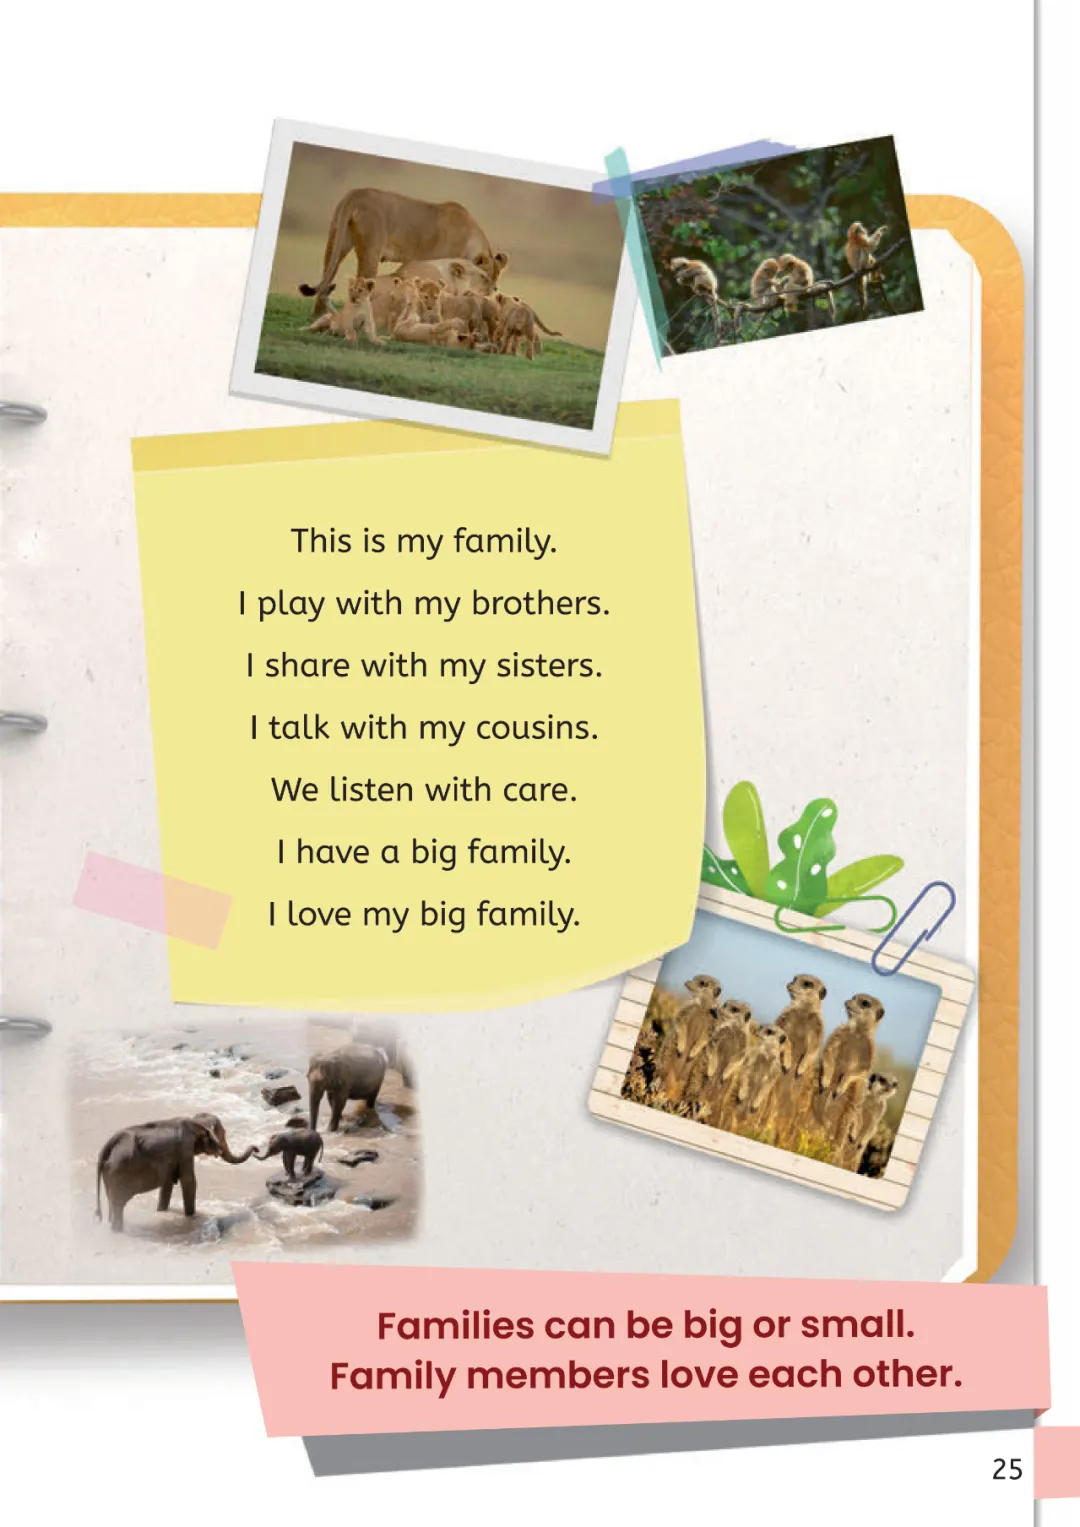 This is my family.
I play with my brothers.
I share with my sisters.
I talk with my cousins.
We listen with care.
I have a big family.
I love my big family.
Families can be big or small.
Family members love each other.
25